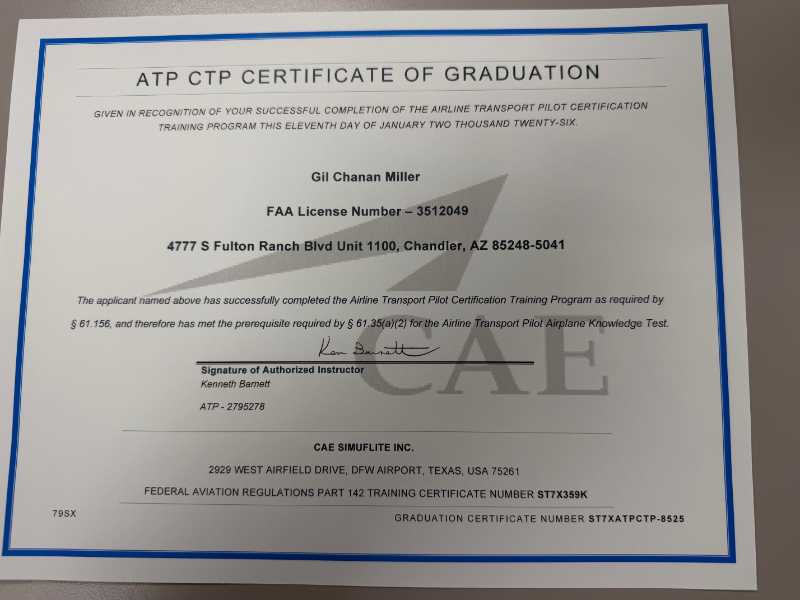 ATP CTP CERTIFICATE OF GRADUATION
GIVEN IN RECOGNITION OF YOUR SUCCESSFUL COMPLETION OF THE AIRLINE TRANSPORT PILOT CERTIFICATION
TRAINING PROGRAM THIS ELEVENTH DAY OF JANUARY TWO THOUSAND TWENTY-SIX.
Gil Chanan Miller
FAA License Number – 3512049
4777 S Fulton Ranch Blvd Unit 1100, Chandler, AZ 85248-5041
The applicant named above has successfully completed the Airline Transport Pilot Certification Training Program as required by
§ 61.156, and therefore has met the prerequisite required by § 61.35(a)(2) for the Airline Transport Pilot Airplane Knowledge Test.
Ken Barnett
CAE
Signature of Authorized Instructor
Kenneth Barnett
ATP - 2795278
CAE SIMUFLITE INC.
2929 WEST AIRFIELD DRIVE, DFW AIRPORT, TEXAS, USA 75261
FEDERAL AVIATION REGULATIONS PART 142 TRAINING CERTIFICATE NUMBER ST7X359K
79SX
GRADUATION CERTIFICATE NUMBER ST7XATPCTP-8525